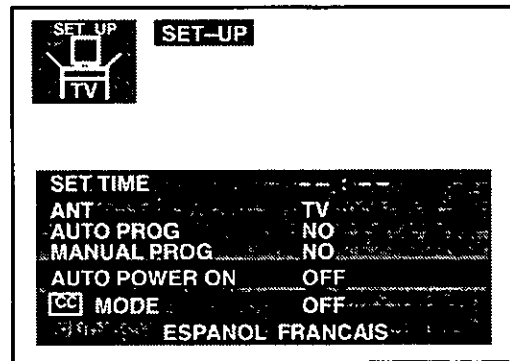 SET UP
SET–UP
TV
SET TIME – – : – –
ANT TV
AUTO PROG NO
MANUAL PROG NO
AUTO POWER ON OFF
CC MODE OFF
ESPANOL FRANCAIS